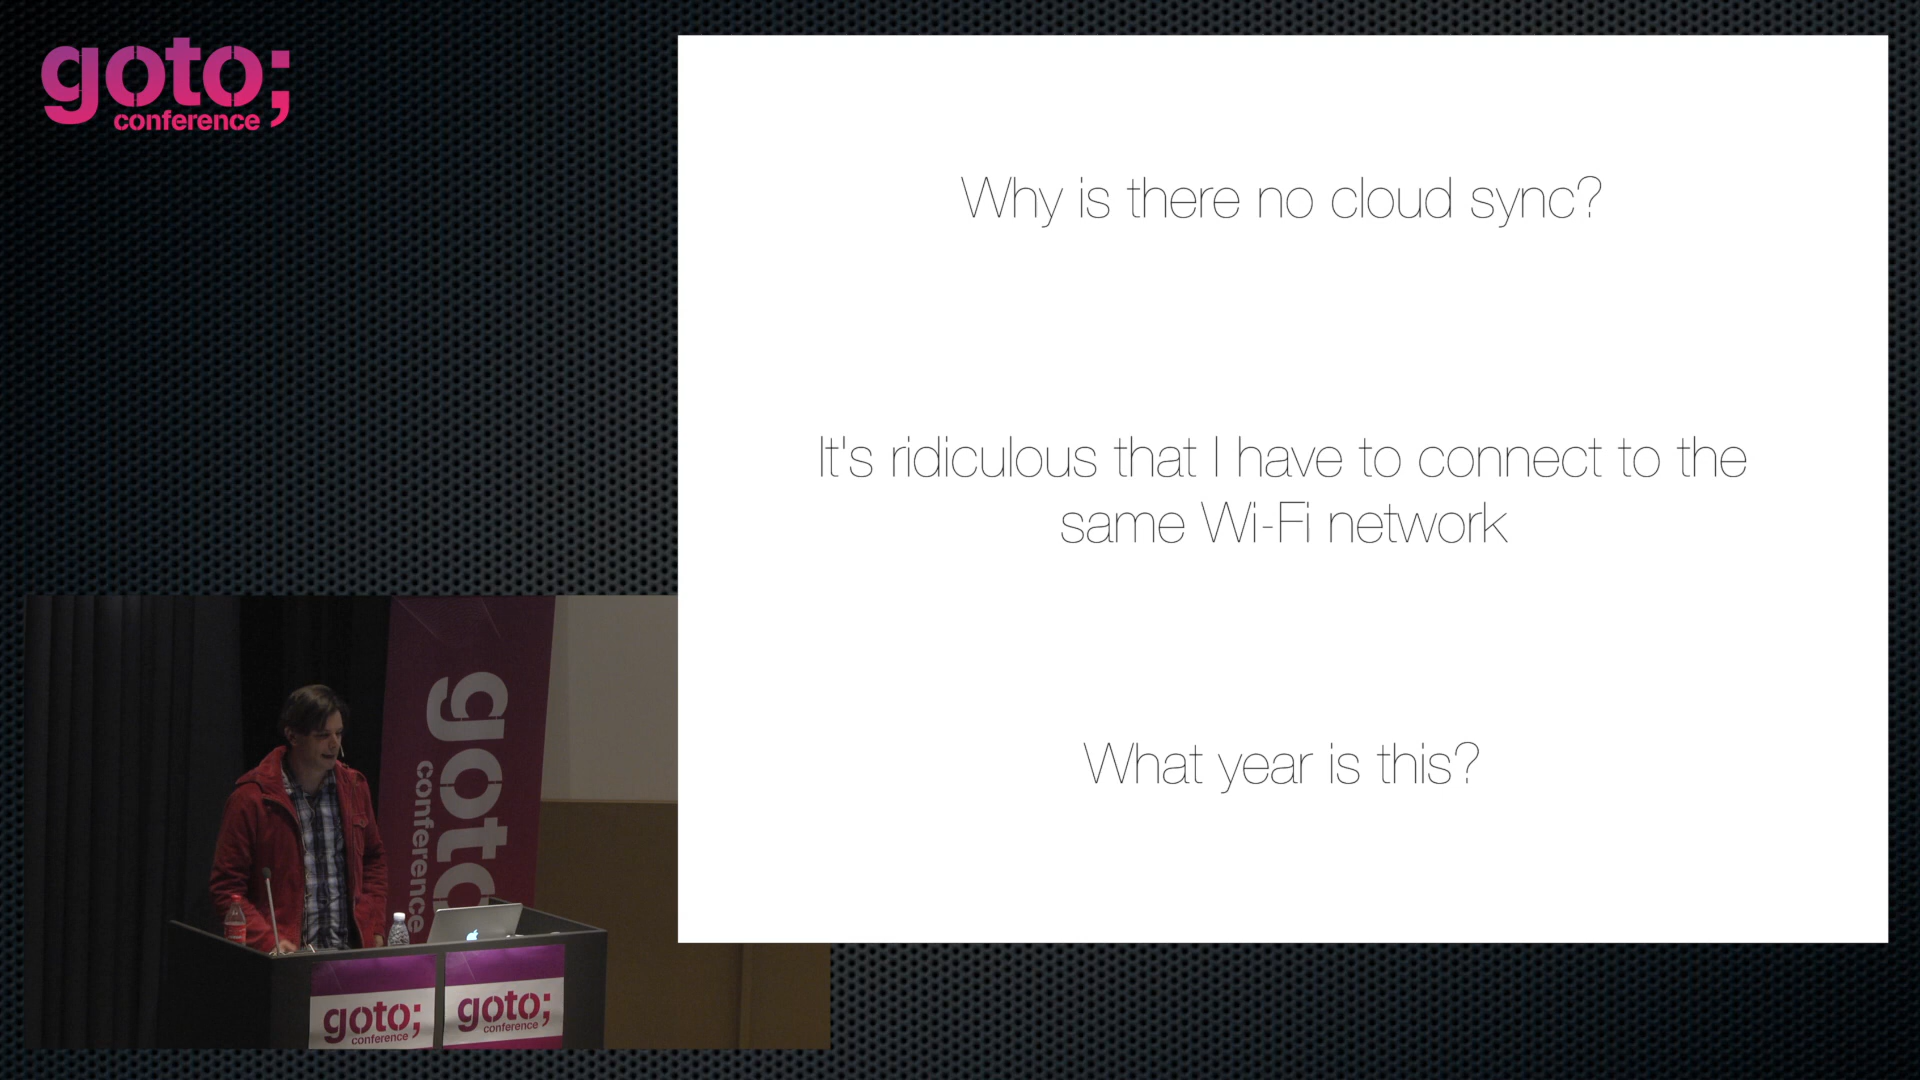 goto;
conference
Why is there no cloud sync?
It's ridiculous that I have to connect to the
same Wi-Fi network
What year is this?
goto
conference
goto;
conference
goto;
conference